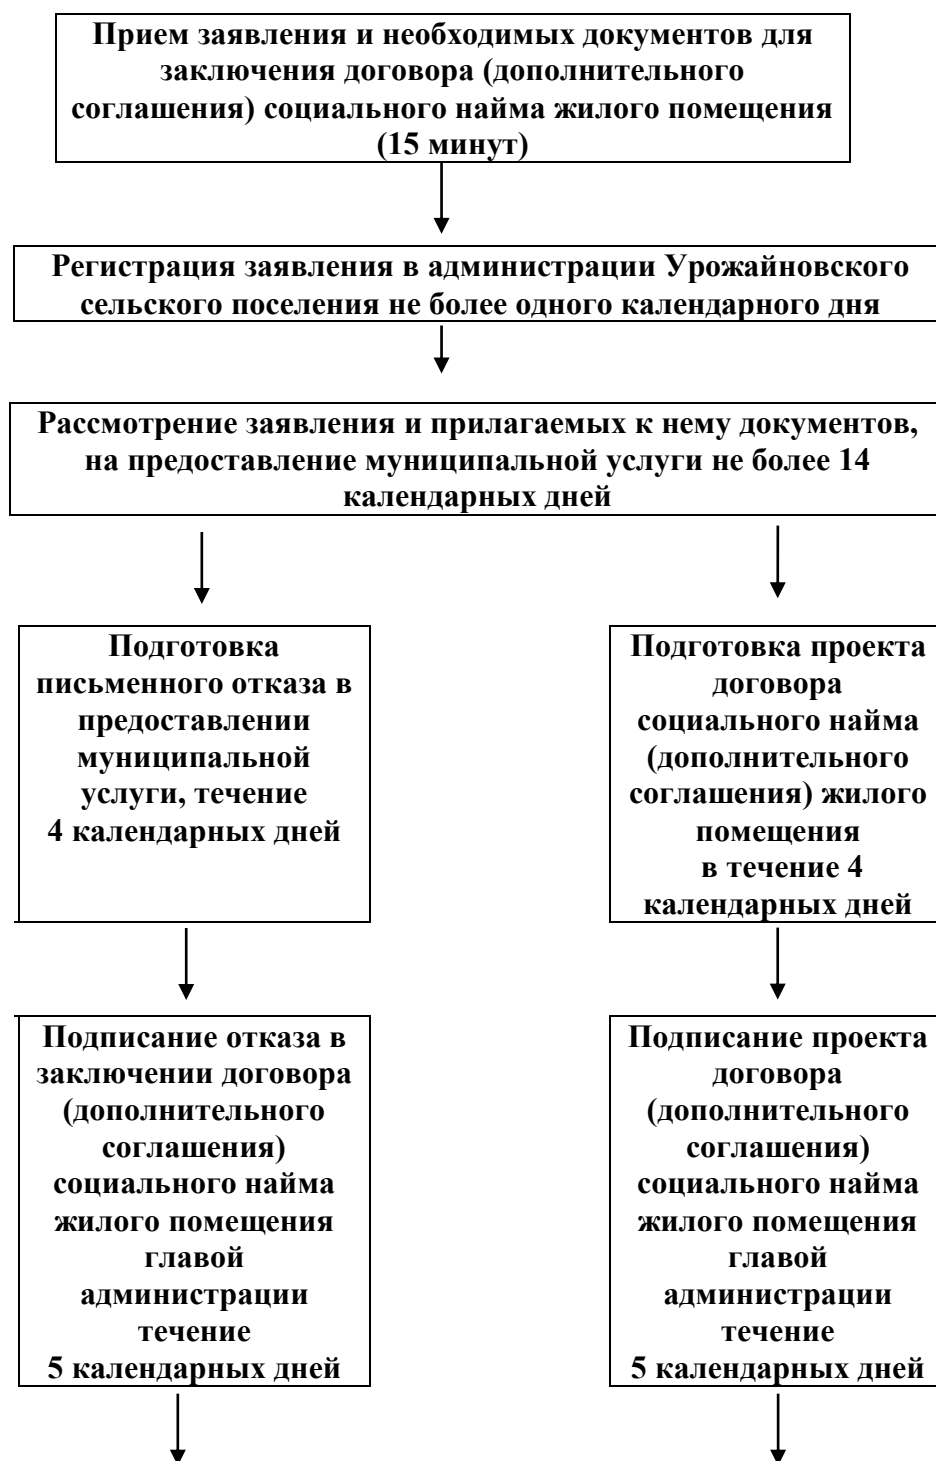 Прием заявления и необходимых документов для
заключения договора (дополнительного
соглашения) социального найма жилого помещения
(15 минут)
Регистрация заявления в администрации Урожайновского
сельского поселения не более одного календарного дня
Рассмотрение заявления и прилагаемых к нему документов,
на предоставление муниципальной услуги не более 14
календарных дней
Подготовка
письменного отказа в
предоставлении
муниципальной
услуги, течение
4 календарных дней
Подготовка проекта
договора
социального найма
(дополнительного
соглашения) жилого
помещения
в течение 4
календарных дней
Подписание отказа в
заключении договора
(дополнительного
соглашения)
социального найма
жилого помещения
главой
администрации
течение
5 календарных дней
Подписание проекта
договора
(дополнительного
соглашения)
социального найма
жилого помещения
главой
администрации
течение
5 календарных дней